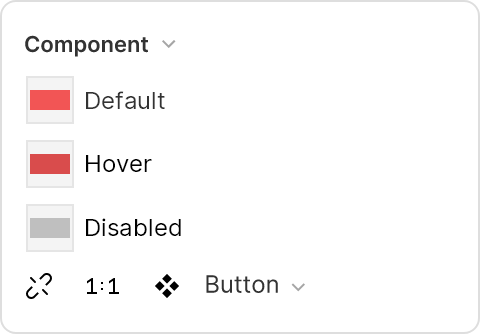 Component
Default
Hover
Disabled
1:1 Button